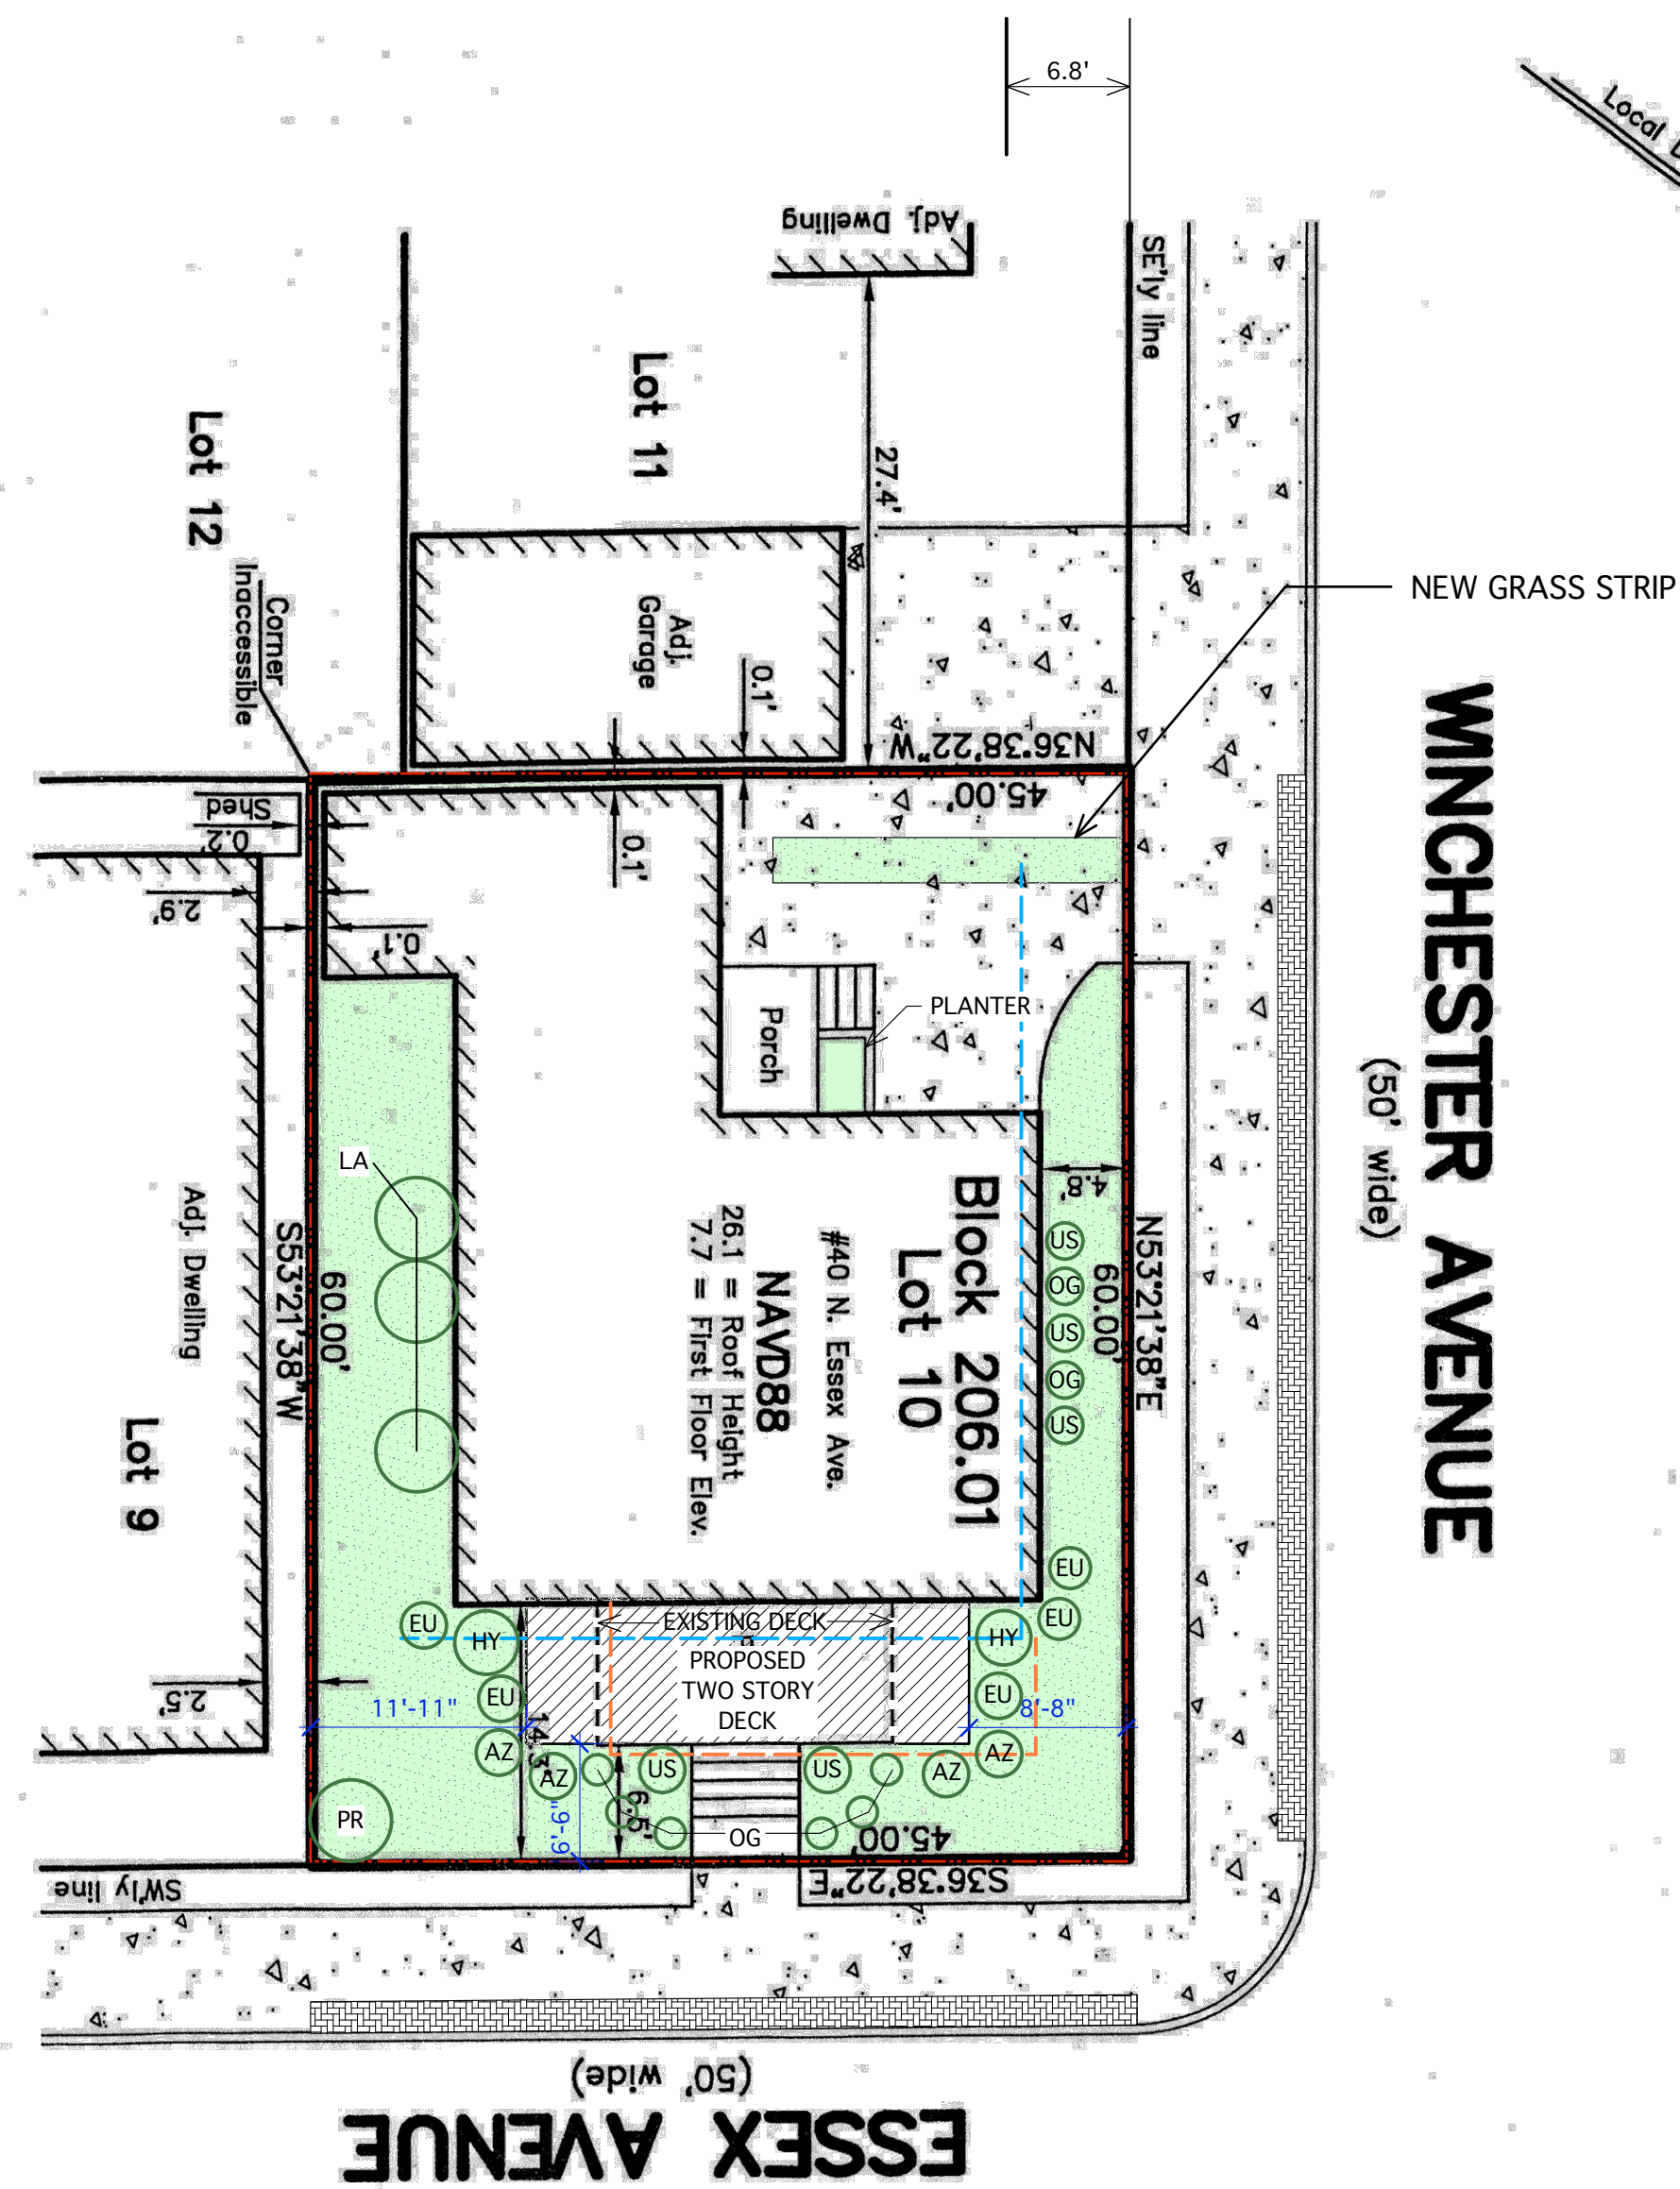 6.8'
Local
Adj. Dwelling
SE'ly line
Lot 11
Lot 12
27.4'
NEW GRASS STRIP
Corner
Inaccessible
Adj.
Garage
0.1'
N36°38'22"W
45.00'
Shed
0.2'
2.9'
0.1'
0.1'
PLANTER
Porch
WINCHESTER AVENUE
(50' wide)
LA
4.8'
Adj. Dwelling
S53°21'38"W
60.00'
Block 206.01
Lot 10
#40 N. Essex Ave.
NAVD88
26.1 = Roof Height
7.7 = First Floor Elev.
N53°21'38"E
60.00'
US
OG
US
OG
US
Lot 9
EU
EU
EU
HY
EXISTING DECK
HY
PROPOSED
TWO STORY
DECK
EU
EU
2.5'
11'-11"
8'-8"
14.3'
AZ
AZ
AZ
US
US
AZ
6'-9"
6.5'
PR
OG
45.00'
S36°38'22"E
SW'ly line
(50' wide)
ESSEX AVENUE